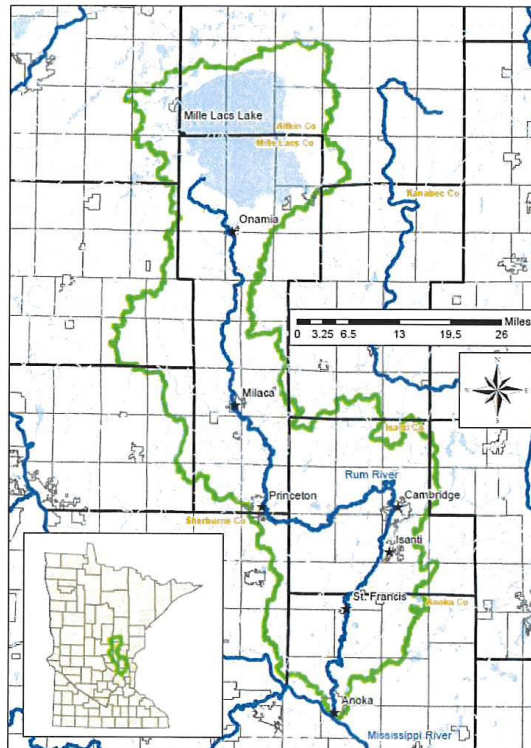 Mille Lacs Lake
Aitkin Co
Mille Lacs Co
Kanabec Co
Onamia
Miles
0 3.25 6.5 13 19.5 26
N
W E
S
Milaca
Isanti Co
Rum River
Princeton
Cambridge
Sherburne Co
Isanti
St. Francis
Anoka Co
Anoka
Mississippi River